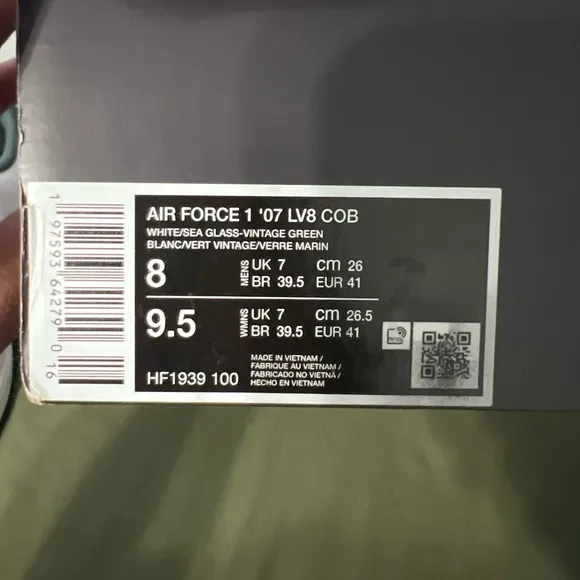 AIR FORCE 1 '07 LV8 COB
WHITE/SEA GLASS-VINTAGE GREEN
BLANC/VERT VINTAGE/VERRE MARIN
8 MENS UK 7 cm 26
BR 39.5 EUR 41
9.5 WMNS UK 7 cm 26.5
BR 39.5 EUR 41
HF1939 100
MADE IN VIETNAM /
FABRIQUE AU VIETNAM /
FABRICADO NO VIETNÃ /
HECHO EN VIETNAM
RFID
1 97593 64279 0 16